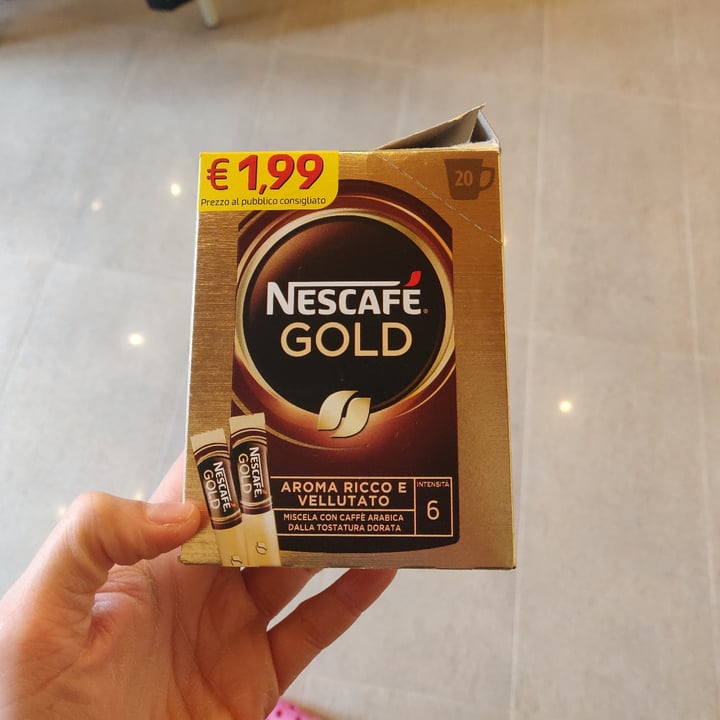 € 1,99
Prezzo al pubblico consigliato
20
NESCAFÉ®
GOLD
NESCAFÉ
GOLD
NESCAFÉ
GOLD
AROMA RICCO E
VELLUTATO
MISCELA CON CAFFÈ ARABICA
DALLA TOSTATURA DORATA
INTENSITÀ
6